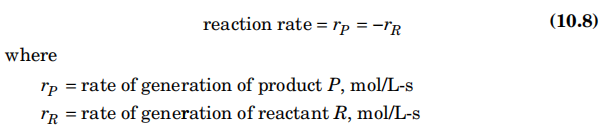 reaction rate = r_P = −r_R (10.8)
where
r_P = rate of generation of product P, mol/L-s
r_R = rate of generation of reactant R, mol/L-s